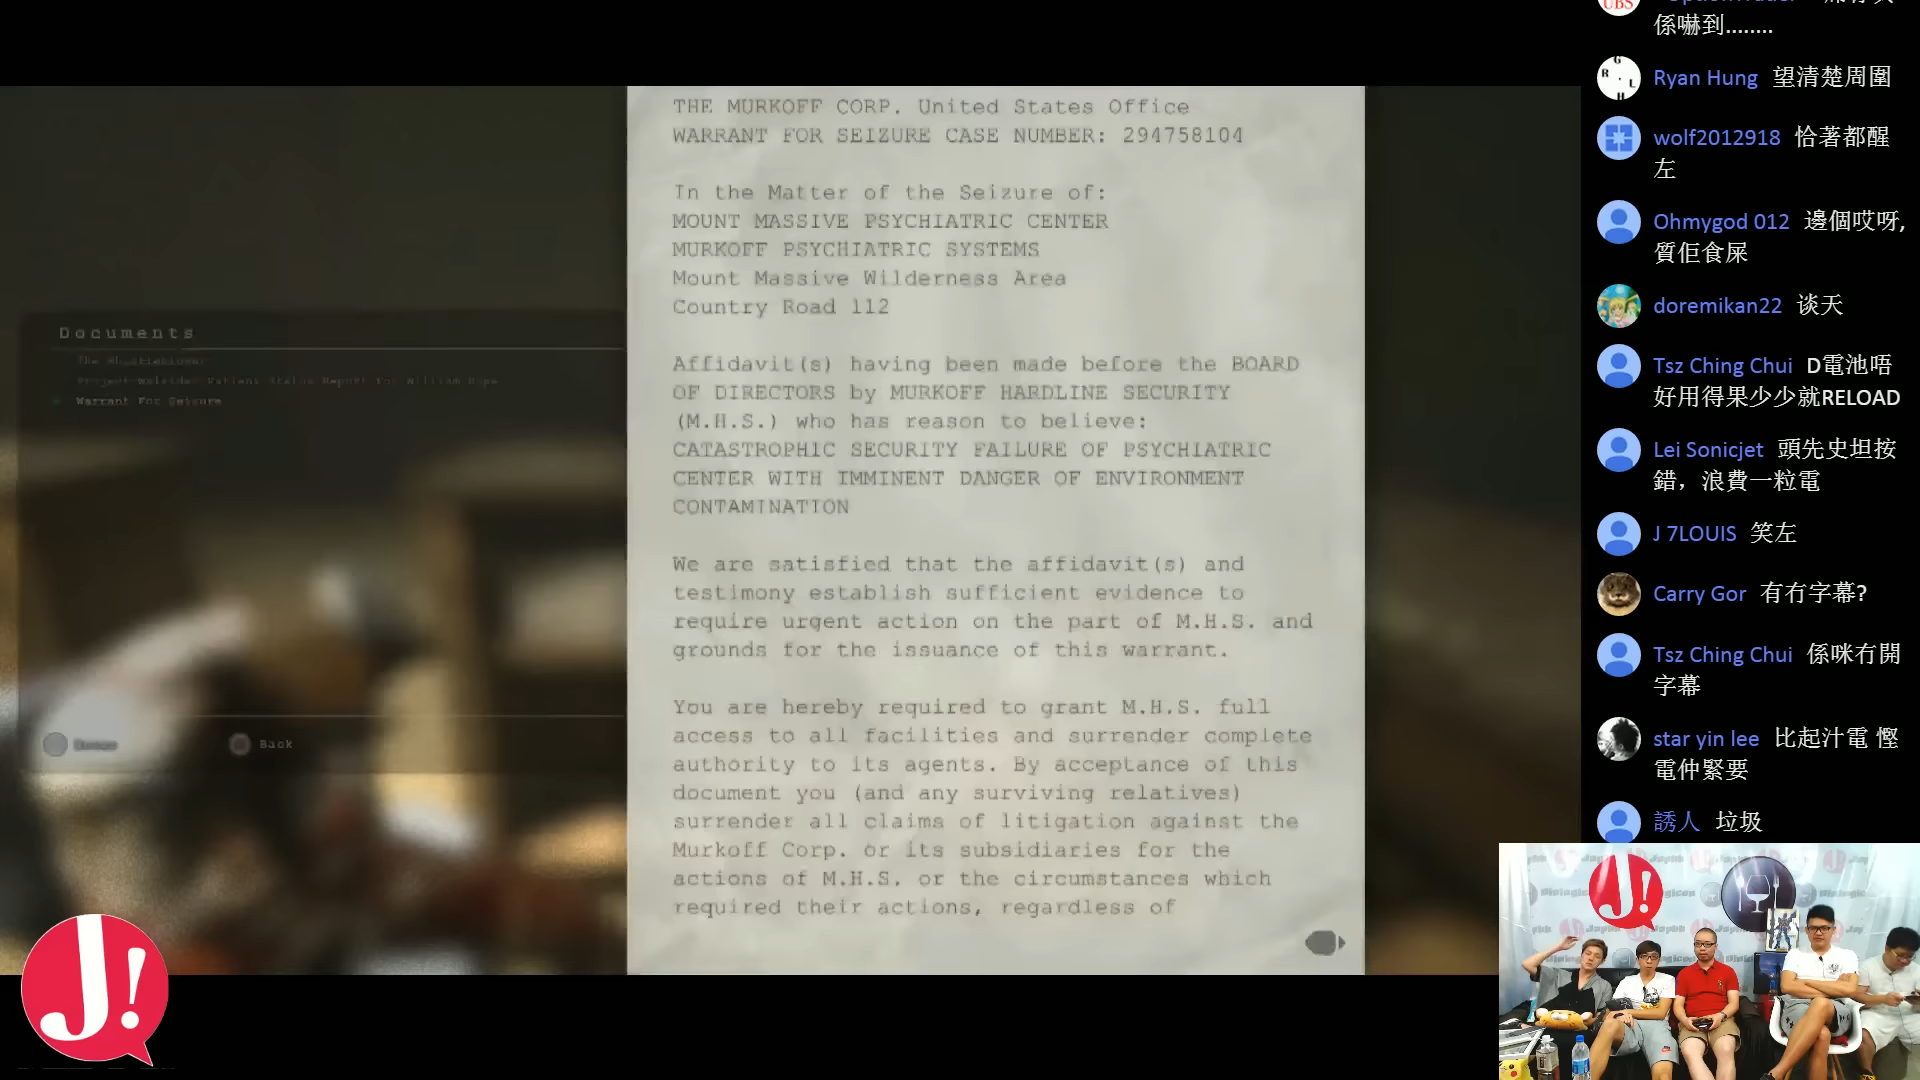 THE MURKOFF CORP. United States Office
WARRANT FOR SEIZURE CASE NUMBER: 294758104
In the Matter of the Seizure of:
MOUNT MASSIVE PSYCHIATRIC CENTER
MURKOFF PSYCHIATRIC SYSTEMS
Mount Massive Wilderness Area
Country Road 112
Affidavit(s) having been made before the BOARD
OF DIRECTORS by MURKOFF HARDLINE SECURITY
(M.H.S.) who has reason to believe:
CATASTROPHIC SECURITY FAILURE OF PSYCHIATRIC
CENTER WITH IMMINENT DANGER OF ENVIRONMENT
CONTAMINATION
We are satisfied that the affidavit(s) and
testimony establish sufficient evidence to
require urgent action on the part of M.H.S. and
grounds for the issuance of this warrant.
You are hereby required to grant M.H.S. full
access to all facilities and surrender complete
authority to its agents. By acceptance of this
document you (and any surviving relatives)
surrender all claims of litigation against the
Murkoff Corp. or its subsidiaries for the
actions of M.H.S. or the circumstances which
required their actions, regardless of
Documents
The Whistleblower
Project Walrider Patient Status Report for William Hope
Warrant For Seizure
Back
J!
UBS
係嚇到........
Ryan Hung 望清楚周圍
wolf2012918 恰著都醒
左
Ohmygod 012 邊個哎呀,
質佢食屎
doremikan22 谈天
Tsz Ching Chui D電池唔
好用得果少少就RELOAD
Lei Sonicjet 頭先史坦按
錯，浪費一粒電
J 7LOUIS 笑左
Carry Gor 有冇字幕?
Tsz Ching Chui 係咪冇開
字幕
star yin lee 比起汁電 慳
電仲緊要
誘人 垃圾
J!